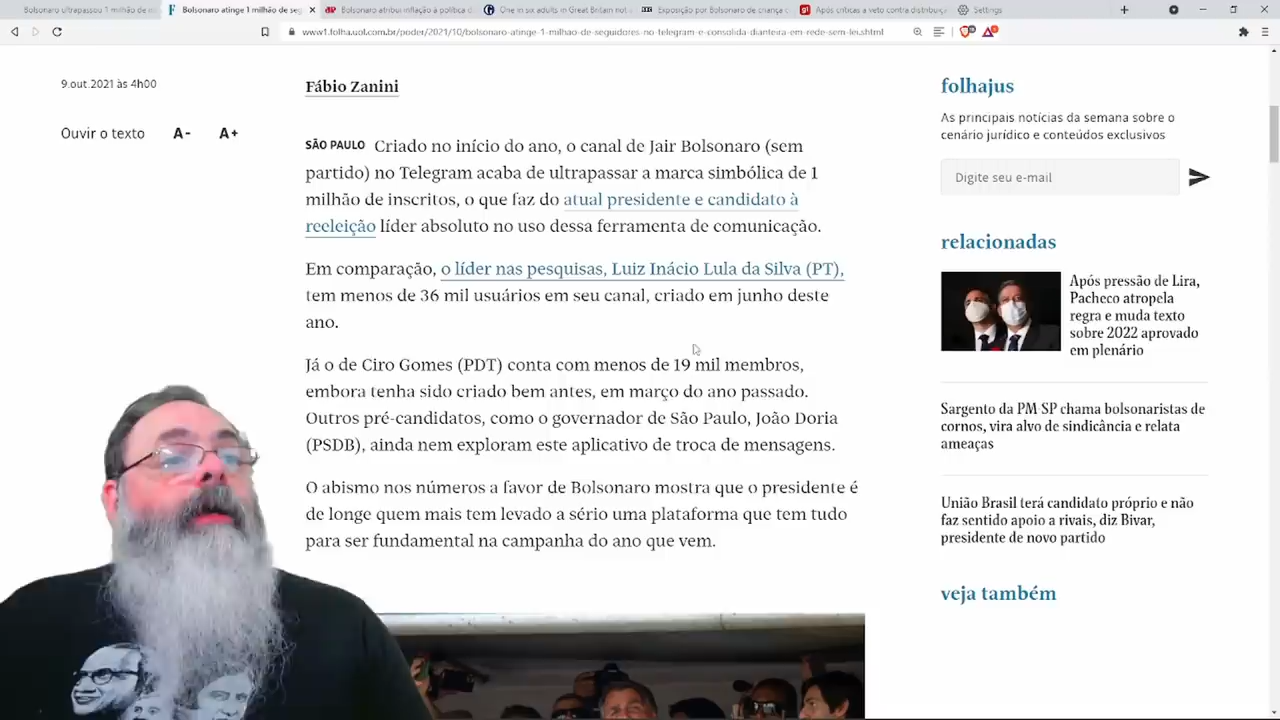 Bolsonaro ultrapassou 1 milhão de
Bolsonaro atinge 1 milhão de seg
Bolsonaro atribui inflação à política d
One in six adults in Great Britain not
Exposição por Bolsonaro de criança
Após críticas a veto contra distribuiç
Settings
www1.folha.uol.com.br/poder/2021/10/bolsonaro-atinge-1-milhao-de-seguidores-no-telegram-e-consolida-dianteira-em-rede-sem-lei.shtml
9.out.2021 às 4h00
Ouvir o texto A- A+
Fábio Zanini
SÃO PAULO Criado no início do ano, o canal de Jair Bolsonaro (sem
partido) no Telegram acaba de ultrapassar a marca simbólica de 1
milhão de inscritos, o que faz do atual presidente e candidato à
reeleição líder absoluto no uso dessa ferramenta de comunicação.
Em comparação, o líder nas pesquisas, Luiz Inácio Lula da Silva (PT),
tem menos de 36 mil usuários em seu canal, criado em junho deste
ano.
Já o de Ciro Gomes (PDT) conta com menos de 19 mil membros,
embora tenha sido criado bem antes, em março do ano passado.
Outros pré-candidatos, como o governador de São Paulo, João Doria
(PSDB), ainda nem exploram este aplicativo de troca de mensagens.
O abismo nos números a favor de Bolsonaro mostra que o presidente é
de longe quem mais tem levado a sério uma plataforma que tem tudo
para ser fundamental na campanha do ano que vem.
folhajus
As principais notícias da semana sobre o
cenário jurídico e conteúdos exclusivos
Digite seu e-mail
relacionadas
Após pressão de Lira,
Pacheco atropela
regra e muda texto
sobre 2022 aprovado
em plenário
Sargento da PM SP chama bolsonaristas de
cornos, vira alvo de sindicância e relata
ameaças
União Brasil terá candidato próprio e não
faz sentido apoio a rivais, diz Bivar,
presidente de novo partido
veja também